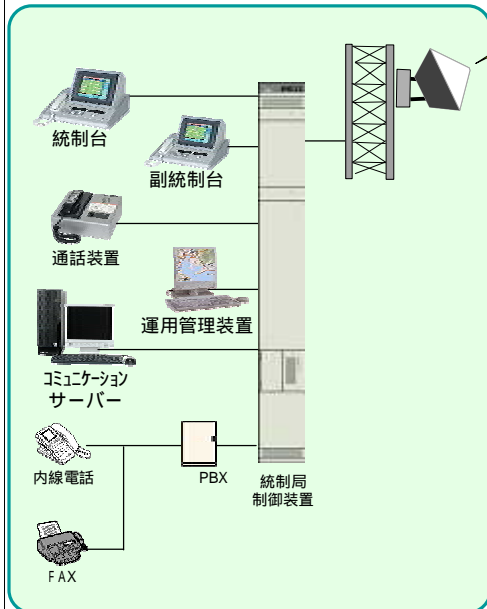 統制台
副統制台
通話装置
運用管理装置
ｺﾐｭﾆｹｰｼｮﾝ
サーバー
内線電話
PBX
統制局
制御装置
FAX